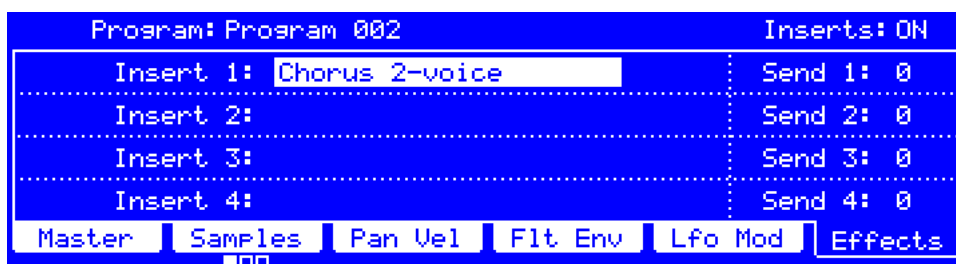 Program: Program 002 Inserts: ON
Insert 1: Chorus 2-voice Send 1: 0
Insert 2: Send 2: 0
Insert 3: Send 3: 0
Insert 4: Send 4: 0
Master Samples Pan Vel Flt Env Lfo Mod Effects